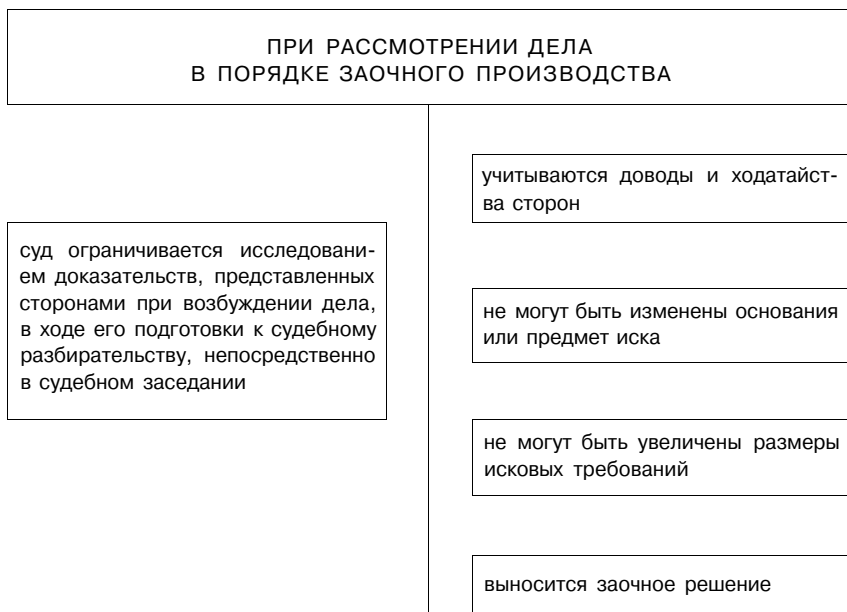 ПРИ РАССМОТРЕНИИ ДЕЛА
В ПОРЯДКЕ ЗАОЧНОГО ПРОИЗВОДСТВА
суд ограничивается исследовани-
ем доказательств, представленных
сторонами при возбуждении дела,
в ходе его подготовки к судебному
разбирательству, непосредственно
в судебном заседании
учитываются доводы и ходатайст-
ва сторон
не могут быть изменены основания
или предмет иска
не могут быть увеличены размеры
исковых требований
выносится заочное решение